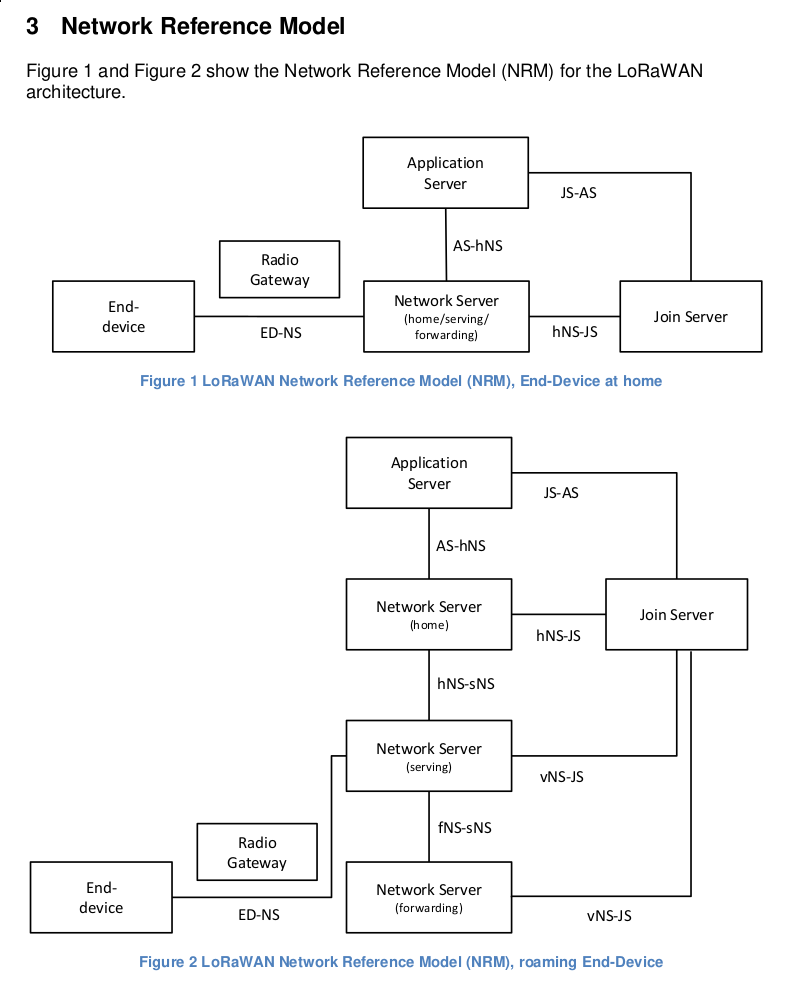 3 Network Reference Model
Figure 1 and Figure 2 show the Network Reference Model (NRM) for the LoRaWAN
architecture.
Application
Server
JS-AS
AS-hNS
Radio
Gateway
End-
device
ED-NS
Network Server
(home/serving/
forwarding)
hNS-JS
Join Server
Figure 1 LoRaWAN Network Reference Model (NRM), End-Device at home
Application
Server
JS-AS
AS-hNS
Network Server
(home)
hNS-JS
Join Server
hNS-sNS
Network Server
(serving)
vNS-JS
fNS-sNS
Radio
Gateway
End-
device
ED-NS
Network Server
(forwarding)
vNS-JS
Figure 2 LoRaWAN Network Reference Model (NRM), roaming End-Device